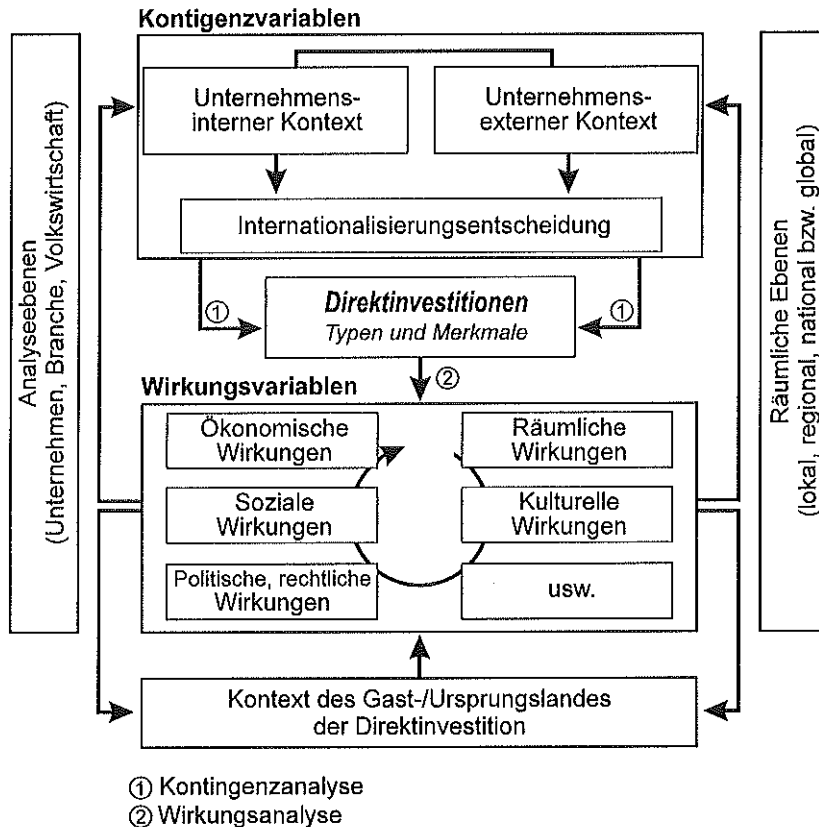 Kontigenzvariablen
Unternehmens-
interner Kontext
Unternehmens-
externer Kontext
Internationalisierungsentscheidung
Analyseebenen
(Unternehmen, Branche, Volkswirtschaft)
Räumliche Ebenen
(lokal, regional, national bzw. global)
①
Direktinvestitionen
Typen und Merkmale
①
②
Wirkungsvariablen
Ökonomische
Wirkungen
Räumliche
Wirkungen
Soziale
Wirkungen
Kulturelle
Wirkungen
Politische, rechtliche
Wirkungen
usw.
Kontext des Gast-/Ursprungslandes
der Direktinvestition
① Kontingenzanalyse
② Wirkungsanalyse